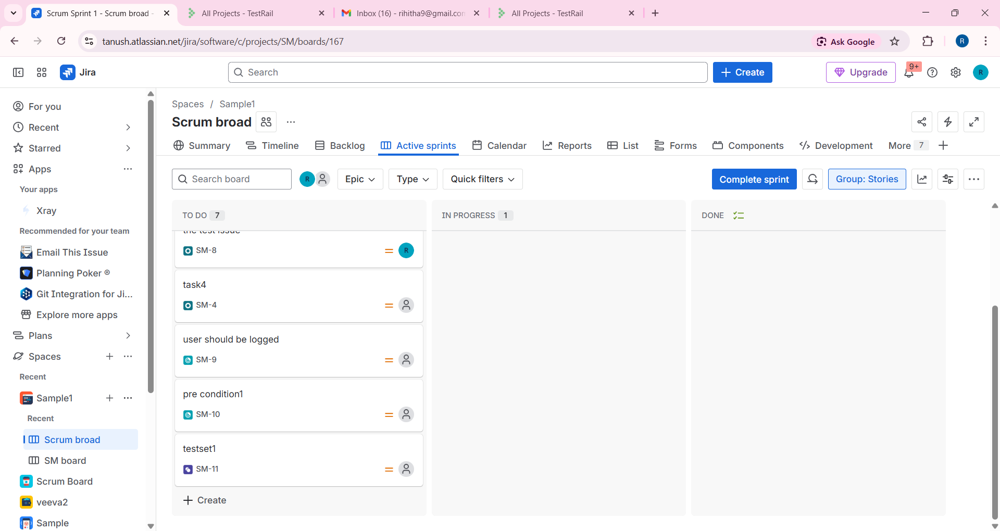 Scrum Sprint 1 - Scrum broad -
All Projects - TestRail
Inbox (16) - rihitha9@gmail.con
All Projects - TestRail
tanush.atlassian.net/jira/software/c/projects/SM/boards/167
Ask Google
R
Jira
Search
Create
Upgrade
9+
R
For you
Recent
Starred
Apps
Your apps
Xray
Recommended for your team
Email This Issue
Planning Poker ®
Git Integration for Ji...
Explore more apps
Plans
Spaces
Recent
Sample1
Recent
Scrum broad
SM board
Scrum Board
veeva2
Sample
Spaces / Sample1
Scrum broad
Summary
Timeline
Backlog
Active sprints
Calendar
Reports
List
Forms
Components
Development
More 7
Search board
R
Epic
Type
Quick filters
Complete sprint
Group: Stories
TO DO 7
IN PROGRESS 1
DONE
the test issue
SM-8
R
task4
SM-4
user should be logged
SM-9
pre condition1
SM-10
testset1
SM-11
Create